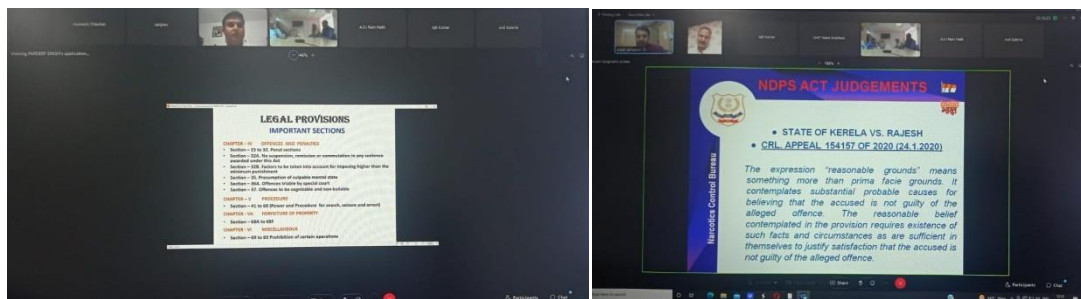 LEGAL PROVISIONS
IMPORTANT SECTIONS
CHAPTER - IV OFFENCES AND PENALTIES
Section - 15 to 32. Penal sections
Section - 32A. No suspension, remission or commutation in any sentence
awarded under this Act
Section - 32B. Factors to be taken into account for imposing higher than the
minimum punishment
Section - 35. Presumption of culpable mental state
Section - 36A. Offences triable by special court
Section - 37. Offences to be cognizable and non-bailable
CHAPTER - V PROCEDURE
Section - 41 to 68 (Power and Procedure for search, seizure and arrest)
CHAPTER - VA FORFEITURE OF PROPERTY
Section - 68A to 68Y
CHAPTER - VI MISCELLANEOUS
Section - 69 to 83 Prohibition of certain operations
Participants Chat
NDPS ACT JUDGEMENTS
Narcotics Control Bureau
• STATE OF KERELA VS. RAJESH
• CRL. APPEAL 154157 OF 2020 (24.1.2020)
The expression "reasonable grounds" means
something more than prima facie grounds. It
contemplates substantial probable causes for
believing that the accused is not guilty of the
alleged offence. The reasonable belief
contemplated in the provision requires existence of
such facts and circumstances as are sufficient in
themselves to justify satisfaction that the accused is
not guilty of the alleged offence.
Share
Participants Chat